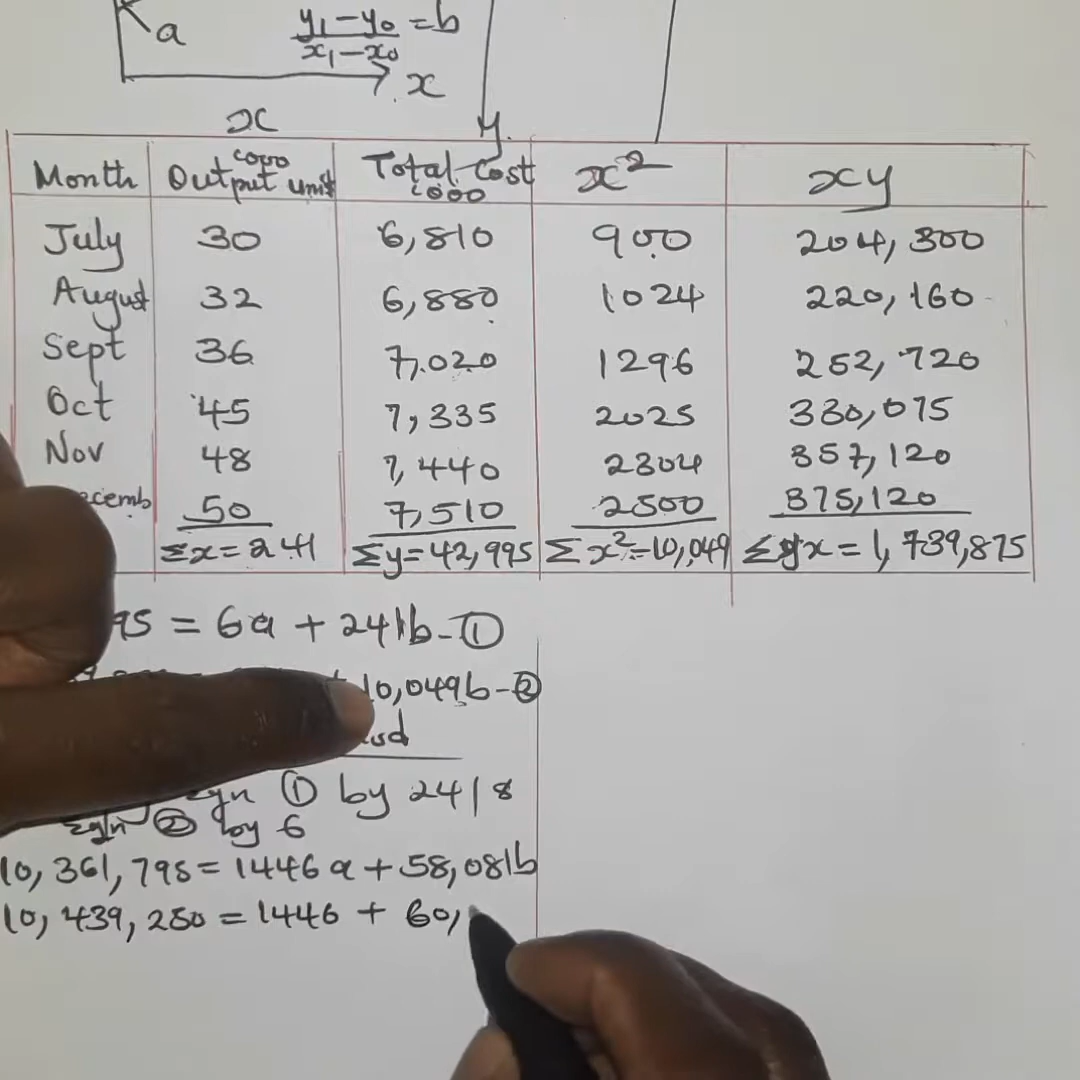 a y₁ − y₀ = b
x₁ − x₀
x
x y
Month Output unit '000 Total Cost '000 x² xy
July 30 6,810 900 204,300
August 32 6,880 1024 220,160
Sept 36 7,020 1296 252,720
Oct 45 7,335 2025 330,075
Nov 48 7,440 2304 357,120
ecemb 50 7,510 2500 375,120
Σx = 241 Σy = 42,995 Σx² = 10,049 Σyx = 1,739,875
95 = 6a + 241b - ①
10,049b - ②
① by 241 &
Eqn ② by 6
10,361,795 = 1446a + 58,081b
10,439,250 = 1446 + 60,